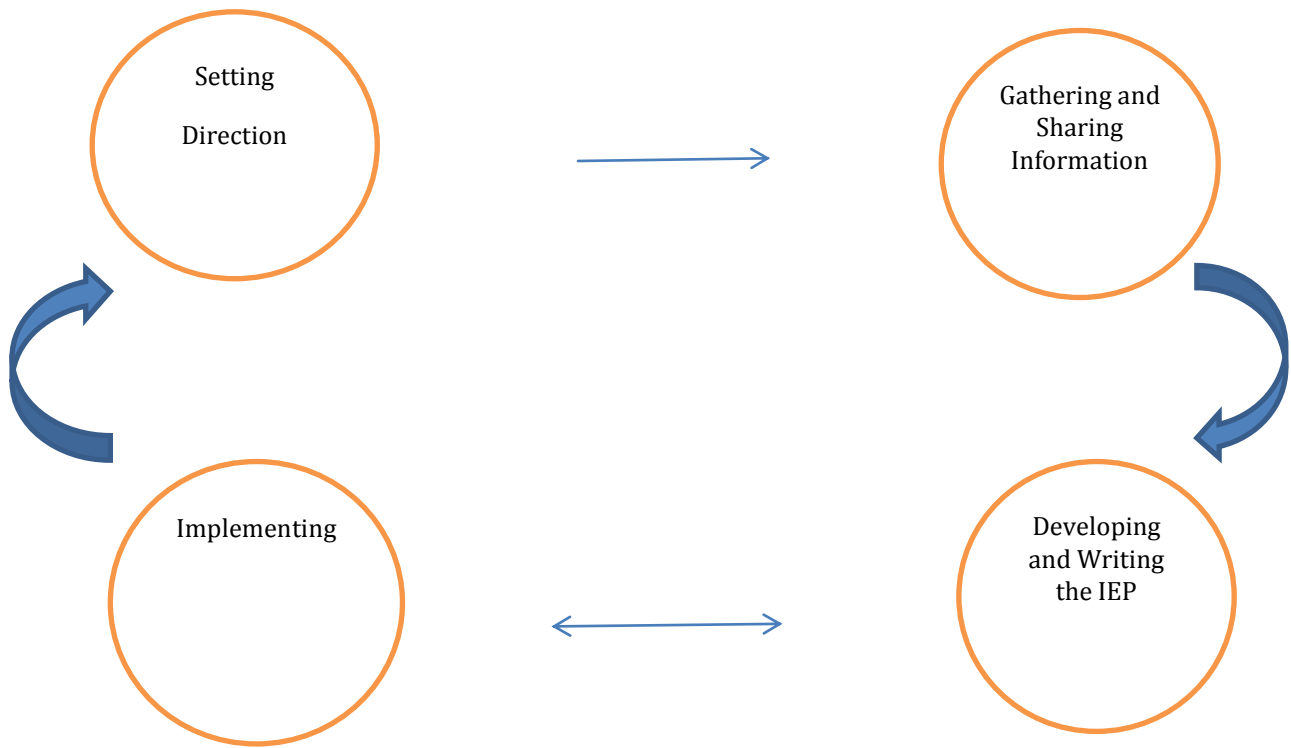 Setting
Direction
Gathering and
Sharing
Information
Implementing
Developing
and Writing
the IEP